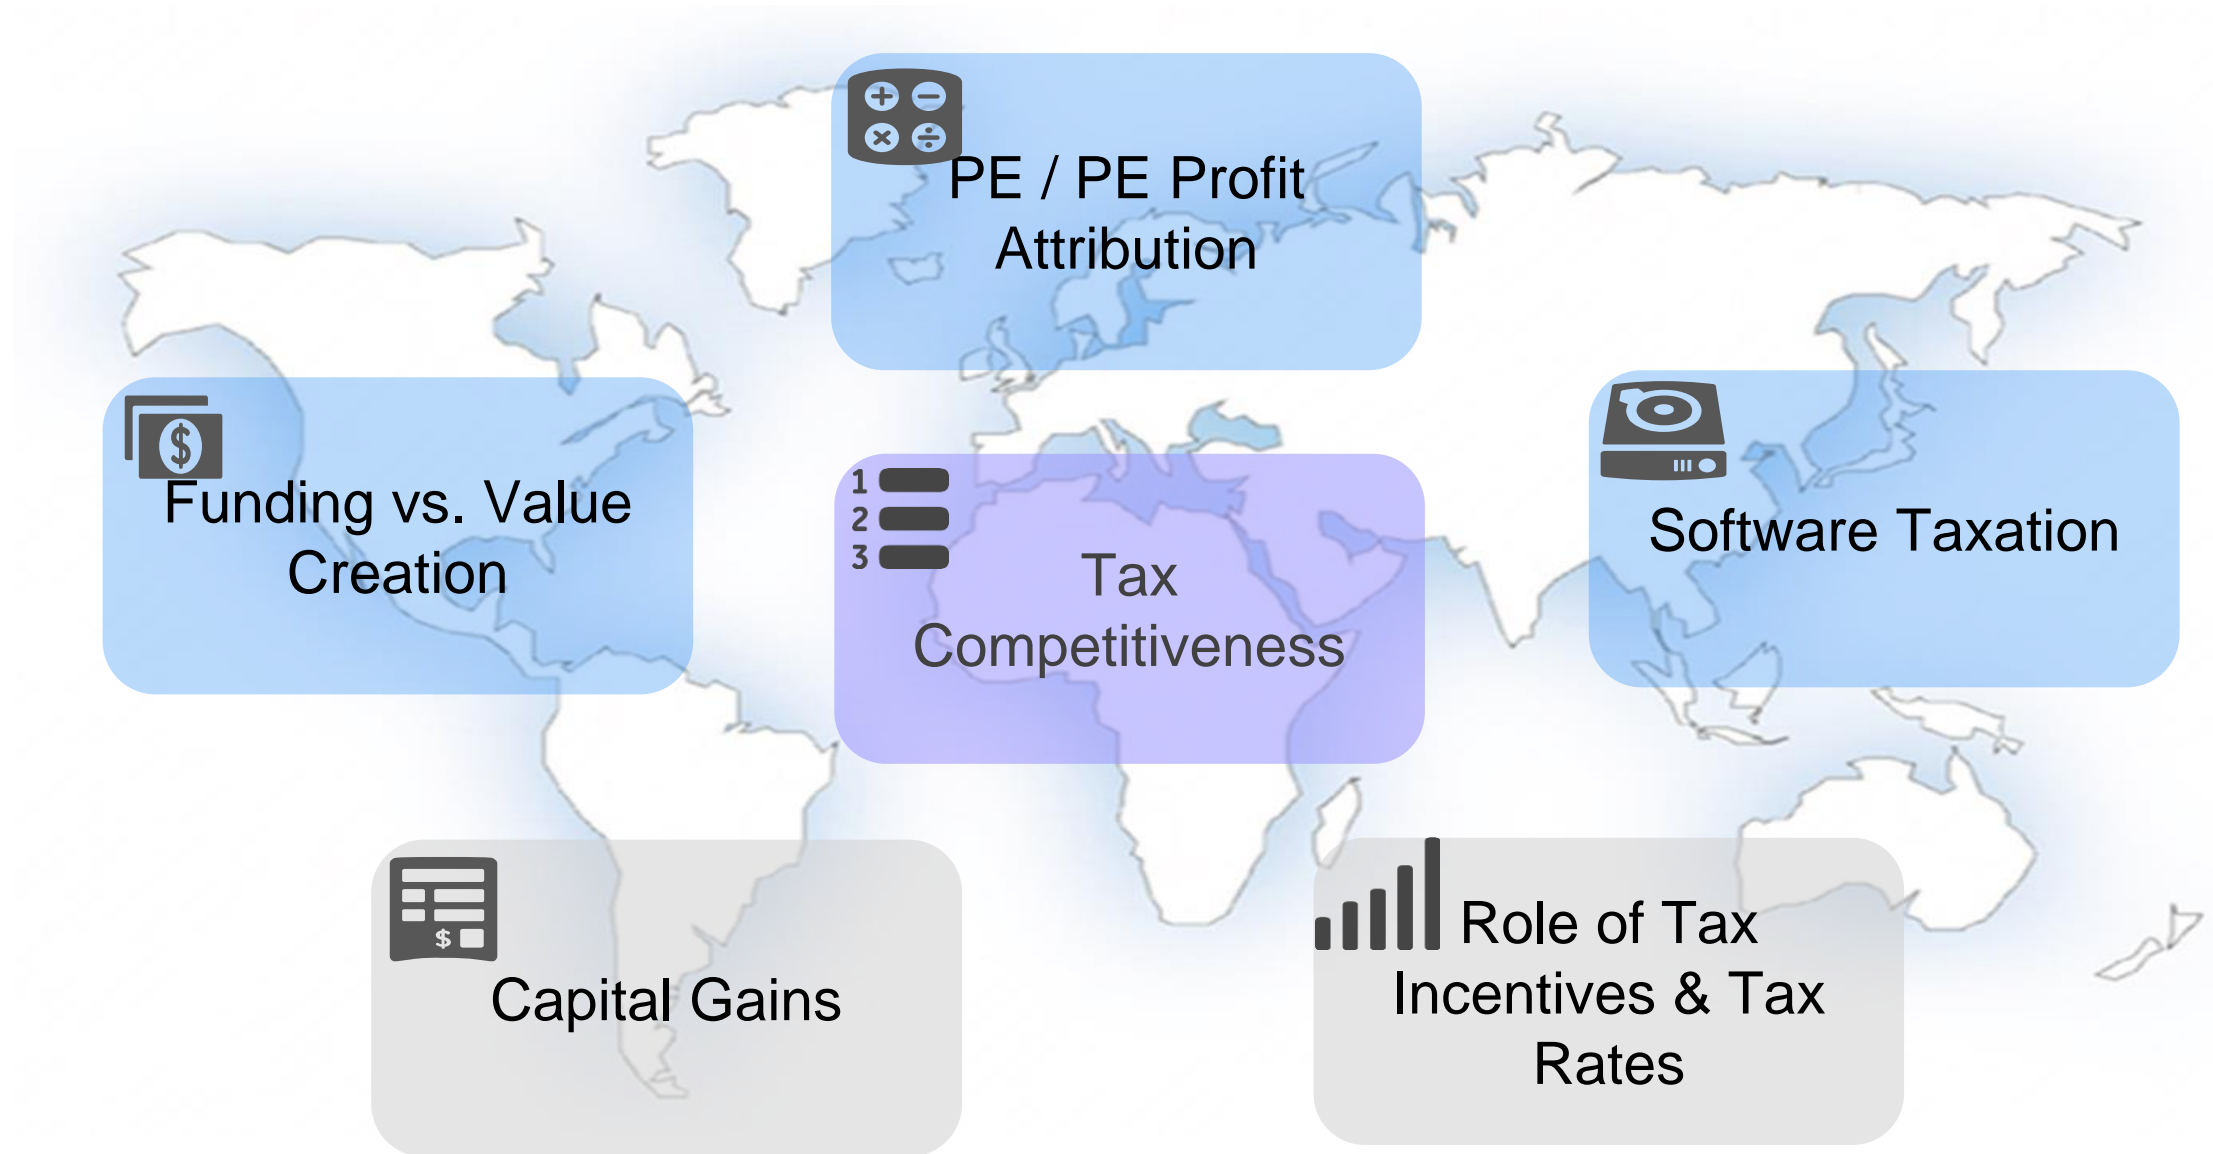 PE / PE Profit
Attribution
Funding vs. Value
Creation
Software Taxation
1
2
3
Tax
Competitiveness
Capital Gains
Role of Tax
Incentives & Tax
Rates